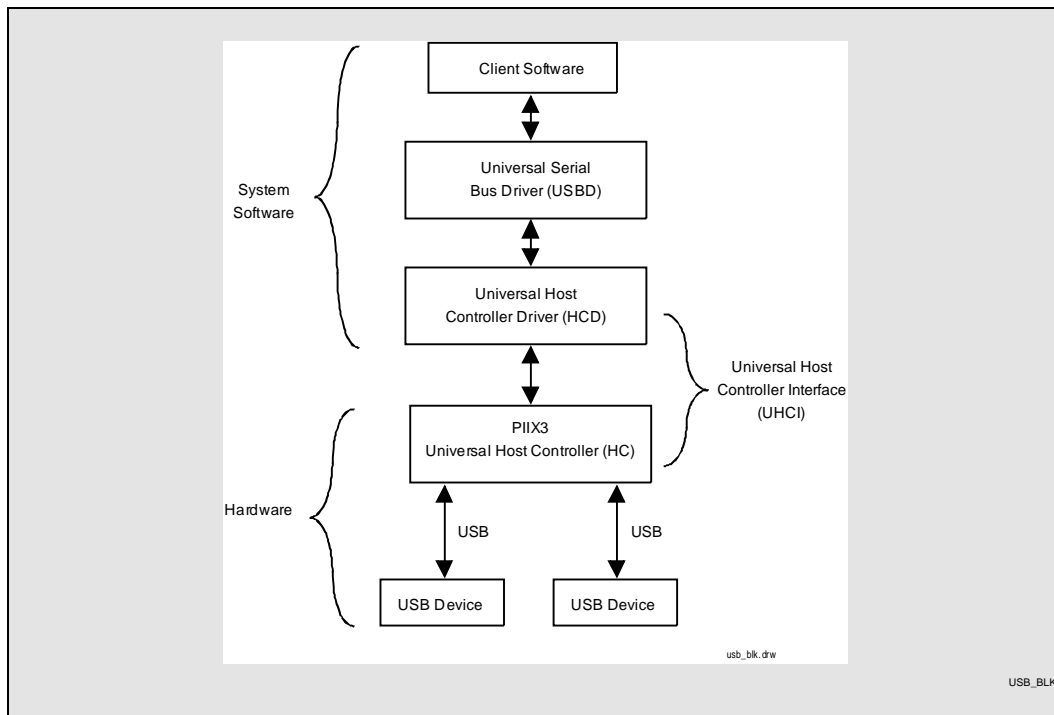 Client Software
Universal Serial
Bus Driver (USBD)
System
Software
Universal Host
Controller Driver (HCD)
Universal Host
Controller Interface
(UHCI)
PIIX3
Universal Host Controller (HC)
Hardware
USB
USB
USB Device
USB Device
usb_blk.drw
USB_BLK